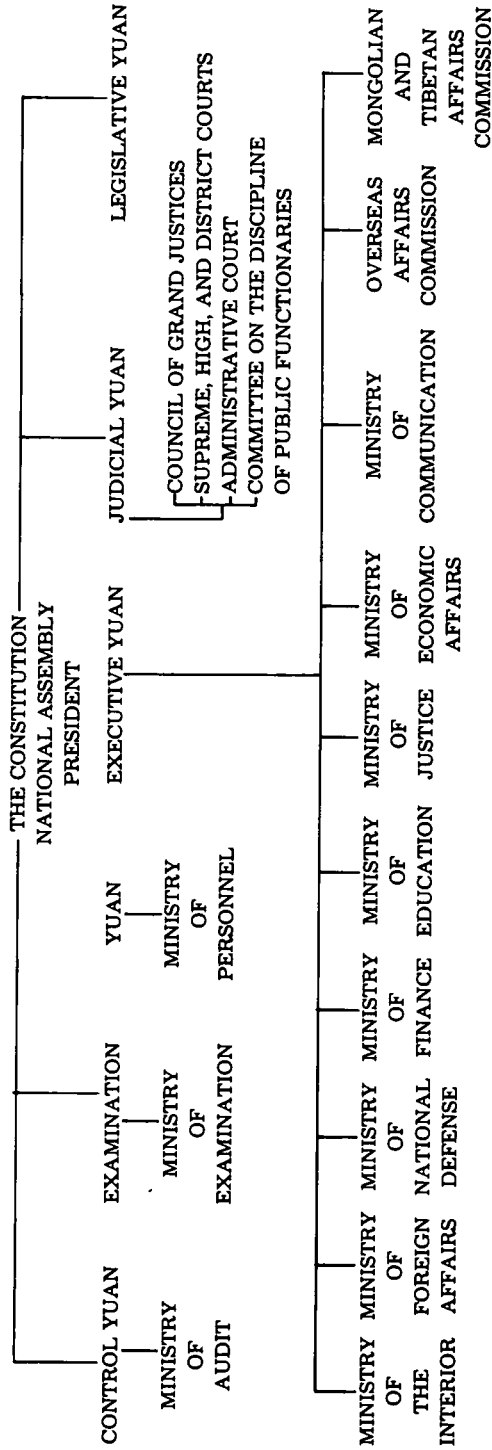 THE CONSTITUTION
NATIONAL ASSEMBLY
PRESIDENT
CONTROL YUAN
MINISTRY
OF
AUDIT
EXAMINATION YUAN
MINISTRY
OF
EXAMINATION
MINISTRY
OF
PERSONNEL
EXECUTIVE YUAN
JUDICIAL YUAN
COUNCIL OF GRAND JUSTICES
SUPREME, HIGH, AND DISTRICT COURTS
ADMINISTRATIVE COURT
COMMITTEE ON THE DISCIPLINE
OF PUBLIC FUNCTIONARIES
LEGISLATIVE YUAN
MINISTRY
OF
THE
INTERIOR
MINISTRY
OF
FOREIGN
AFFAIRS
MINISTRY
OF
NATIONAL
DEFENSE
MINISTRY
OF
FINANCE
MINISTRY
OF
EDUCATION
MINISTRY
OF
JUSTICE
MINISTRY
OF
ECONOMIC
AFFAIRS
MINISTRY
OF
COMMUNICATION
OVERSEAS
AFFAIRS
COMMISSION
MONGOLIAN
AND
TIBETAN
AFFAIRS
COMMISSION